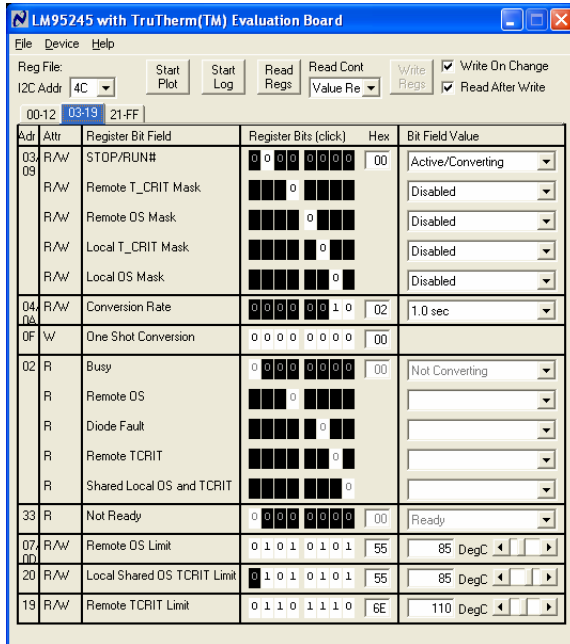 LM95245 with TruTherm(TM) Evaluation Board
File Device Help
Reg File:
I2C Addr 4C
Start Plot
Start Log
Read Regs
Read Cont
Value Re
Write Regs
Write On Change
Read After Write
00-12 03-19 21-FF
Adr Attr Register Bit Field Register Bits (click) Hex Bit Field Value
03/09 R/W STOP/RUN# 0 0 0 0 0 0 0 0 00 Active/Converting
R/W Remote T_CRIT Mask 0 Disabled
R/W Remote OS Mask 0 Disabled
R/W Local T_CRIT Mask 0 Disabled
R/W Local OS Mask 0 Disabled
04/0A R/W Conversion Rate 0 0 0 0 0 0 1 0 02 1.0 sec
0F W One Shot Conversion 0 0 0 0 0 0 0 0 00
02 R Busy 0 0 0 0 0 0 0 0 00 Not Converting
R Remote OS 0
R Diode Fault 0
R Remote TCRIT 0
R Shared Local OS and TCRIT 0
33 R Not Ready 0 0 0 0 0 0 0 0 00 Ready
07/0D R/W Remote OS Limit 0 1 0 1 0 1 0 1 55 85 DegC
20 R/W Local Shared OS TCRIT Limit 0 1 0 1 0 1 0 1 55 85 DegC
19 R/W Remote TCRIT Limit 0 1 1 0 1 1 1 0 6E 110 DegC